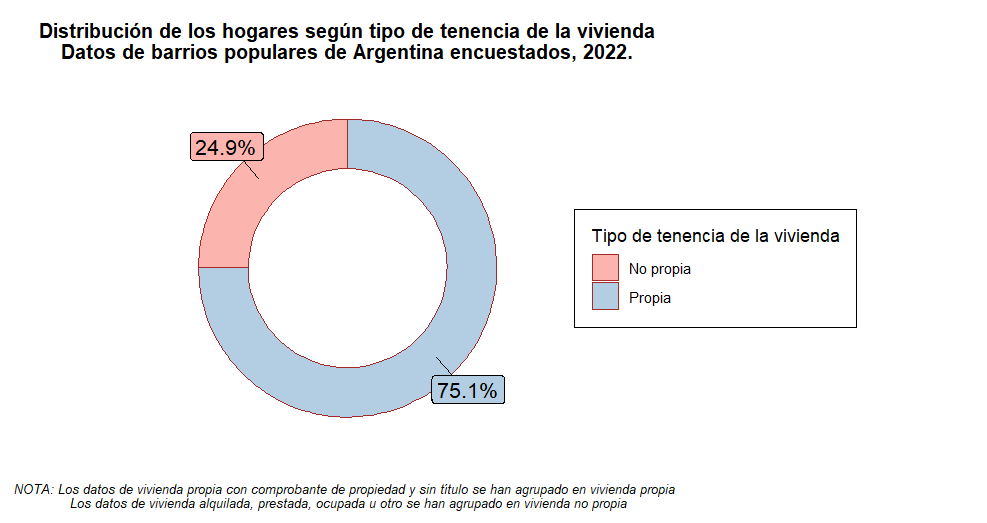 Distribución de los hogares según tipo de tenencia de la vivienda
Datos de barrios populares de Argentina encuestados, 2022.
24.9%
75.1%
Tipo de tenencia de la vivienda
No propia
Propia
NOTA: Los datos de vivienda propia con comprobante de propiedad y sin título se han agrupado en vivienda propia
Los datos de vivienda alquilada, prestada, ocupada u otro se han agrupado en vivienda no propia